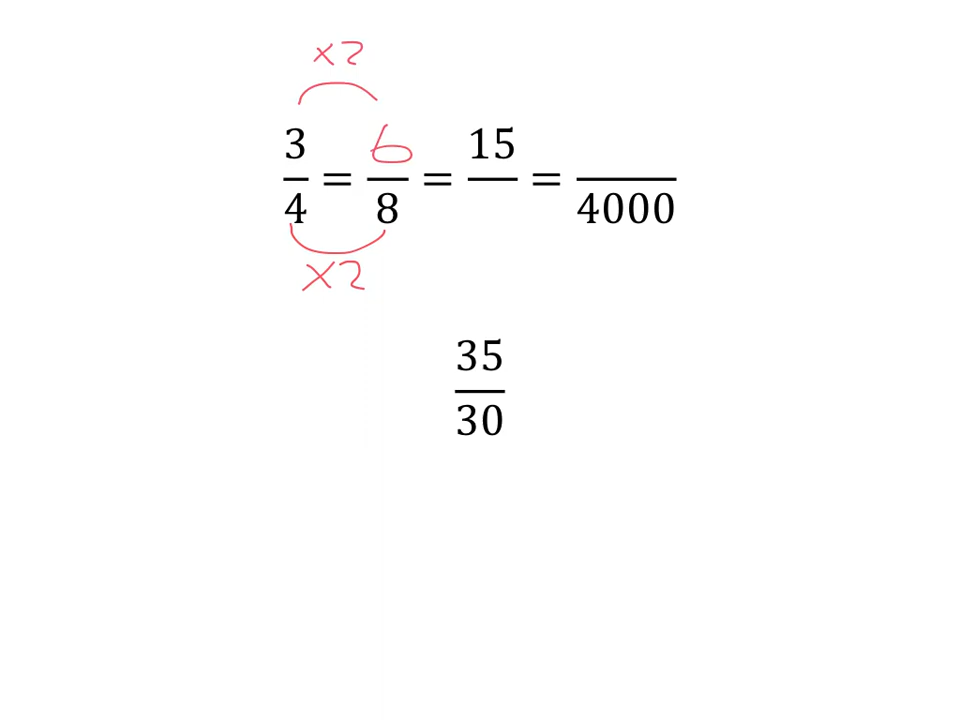 ×2
3/4 = 6/8 = 15/ = /4000
×2
35/30